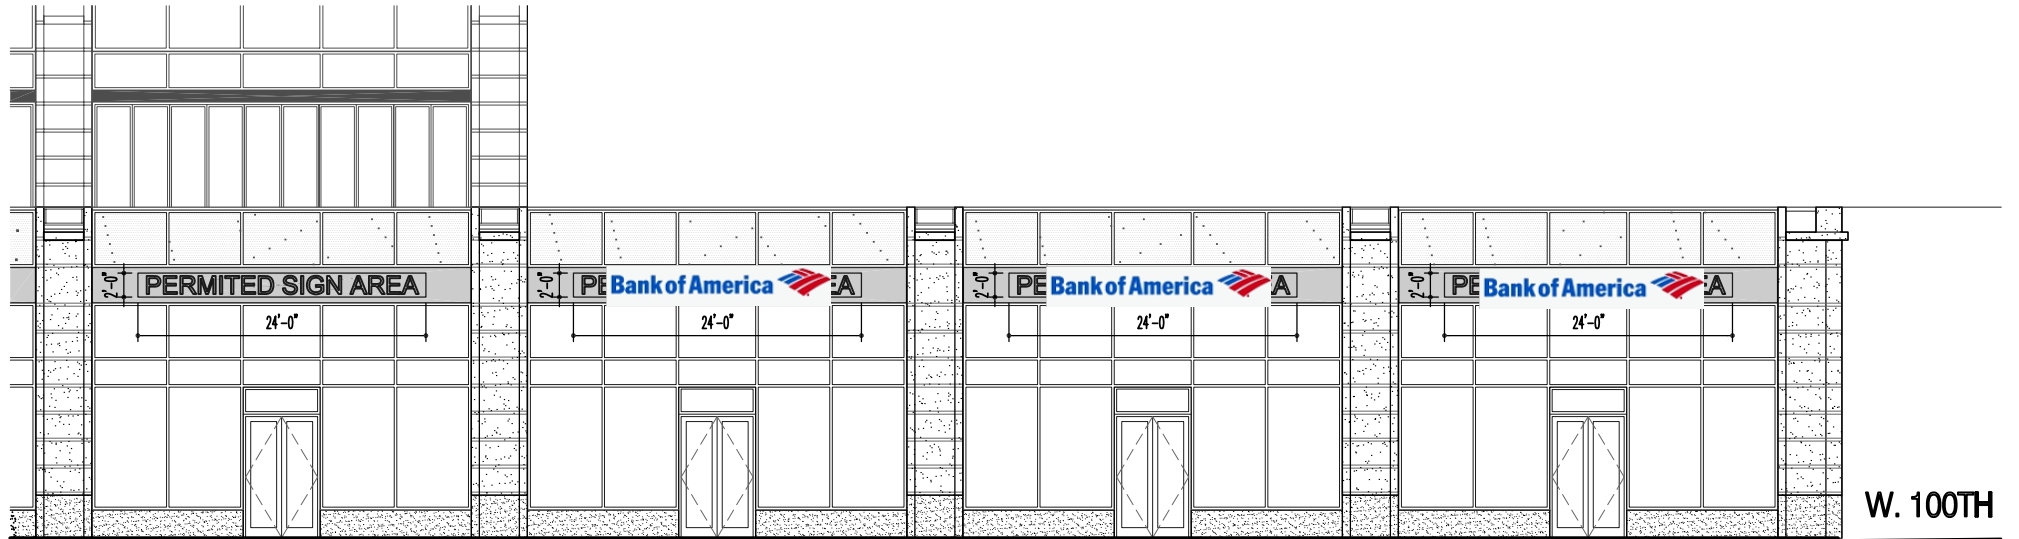 2'-0" PERMITED SIGN AREA
24'-0"
2'-0" PE Bank of America EA
24'-0"
2'-0" PE Bank of America A
24'-0"
2'-0" PE Bank of America A
24'-0"
W. 100TH